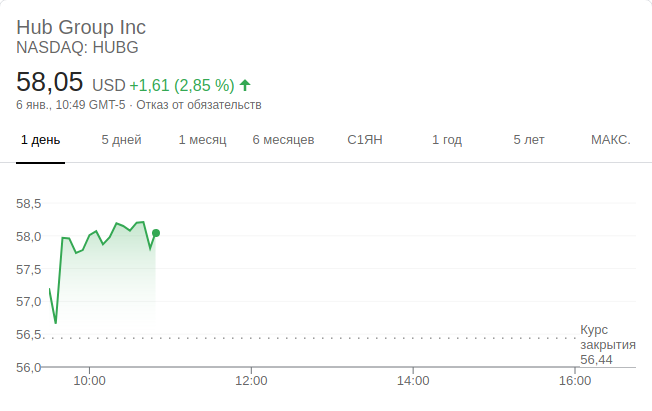 Hub Group Inc
NASDAQ: HUBG
58,05 USD +1,61 (2,85 %)
6 янв., 10:49 GMT-5 · Отказ от обязательств
1 день 5 дней 1 месяц 6 месяцев С1ЯН 1 год 5 лет МАКС.
58,5
58,0
57,5
57,0
56,5
56,0
Курс
закрытия
56,44
10:00 12:00 14:00 16:00